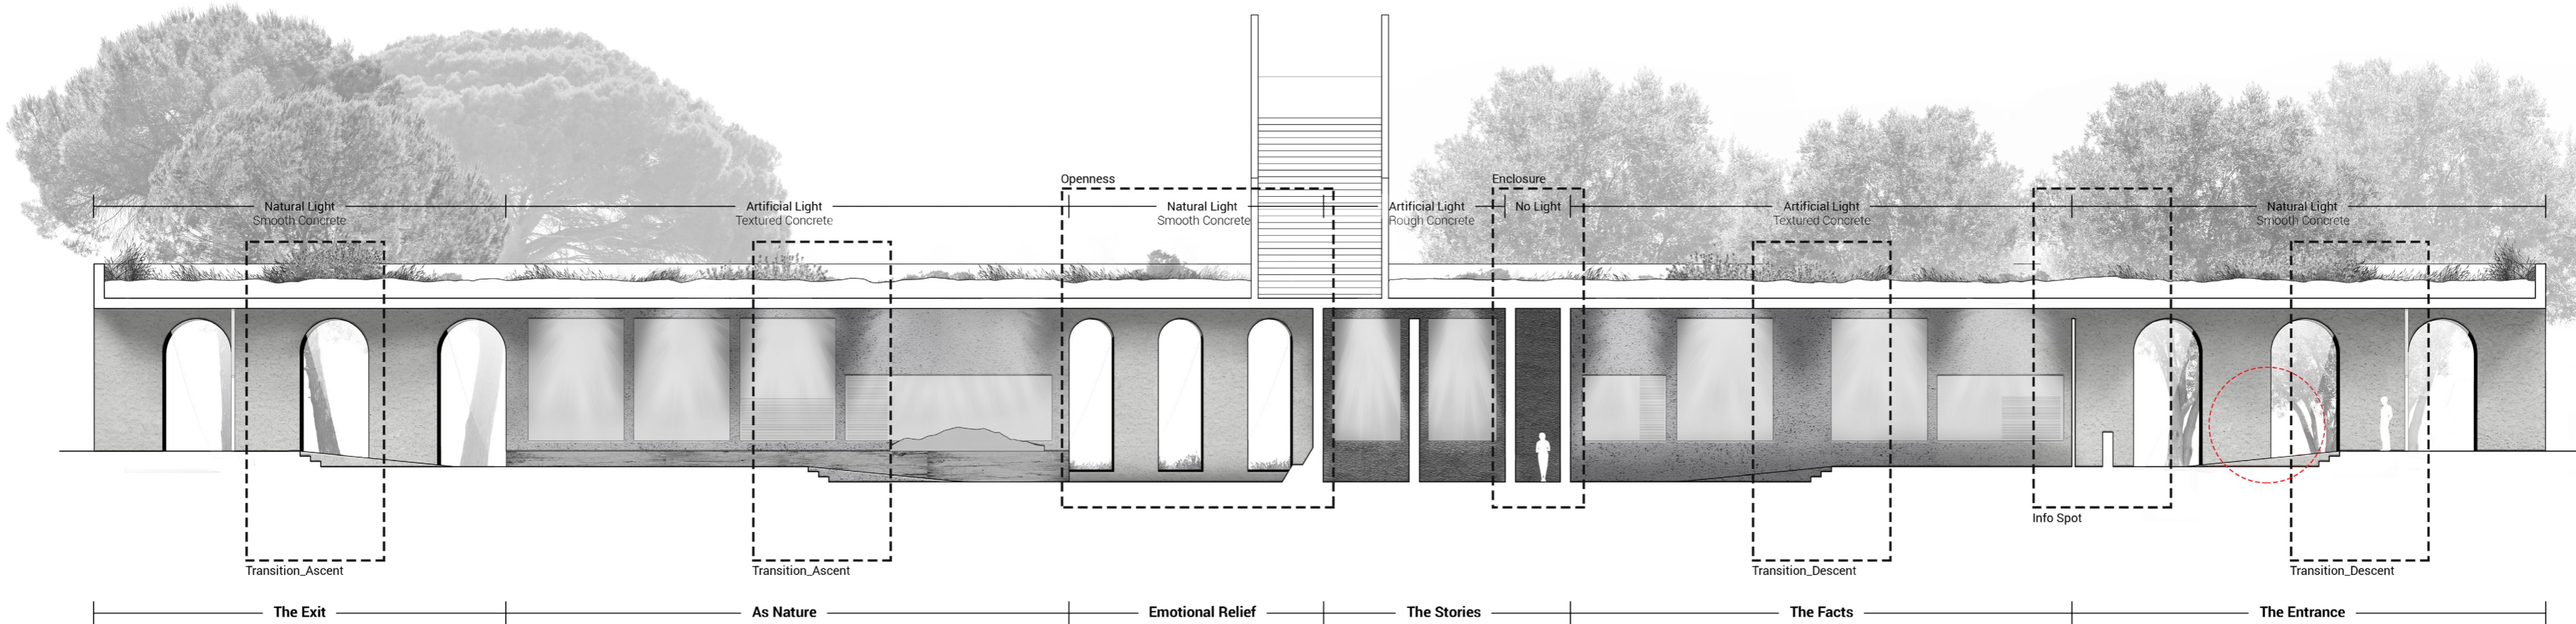 Openness
Enclosure
Natural Light
Smooth Concrete
Artificial Light
Textured Concrete
Natural Light
Smooth Concrete
Artificial Light
Rough Concrete
No Light
Artificial Light
Textured Concrete
Natural Light
Smooth Concrete
Info Spot
Transition_Ascent
Transition_Ascent
Transition_Descent
Transition_Descent
The Exit
As Nature
Emotional Relief
The Stories
The Facts
The Entrance